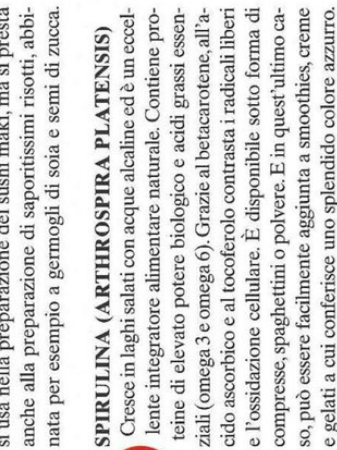 si usa nella preparazione dei sushi maki, ma si presta
anche alla preparazione di saporitissimi risotti, abbi-
nata per esempio a germogli di soia e semi di zucca.
SPIRULINA (ARTHROSPIRA PLATENSIS)
Cresce in laghi salati con acque alcaline ed è un eccel-
lente integratore alimentare naturale. Contiene pro-
teine di elevato potere biologico e acidi grassi essen-
ziali (omega 3 e omega 6). Grazie al betacarotene, all'a-
cido ascorbico e al tocoferolo contrasta i radicali liberi
e l'ossidazione cellulare. È disponibile sotto forma di
compresse, spaghettini o polvere. E in quest'ultimo ca-
so, può essere facilmente aggiunta a smoothies, creme
e gelati a cui conferisce uno splendido colore azzurro.